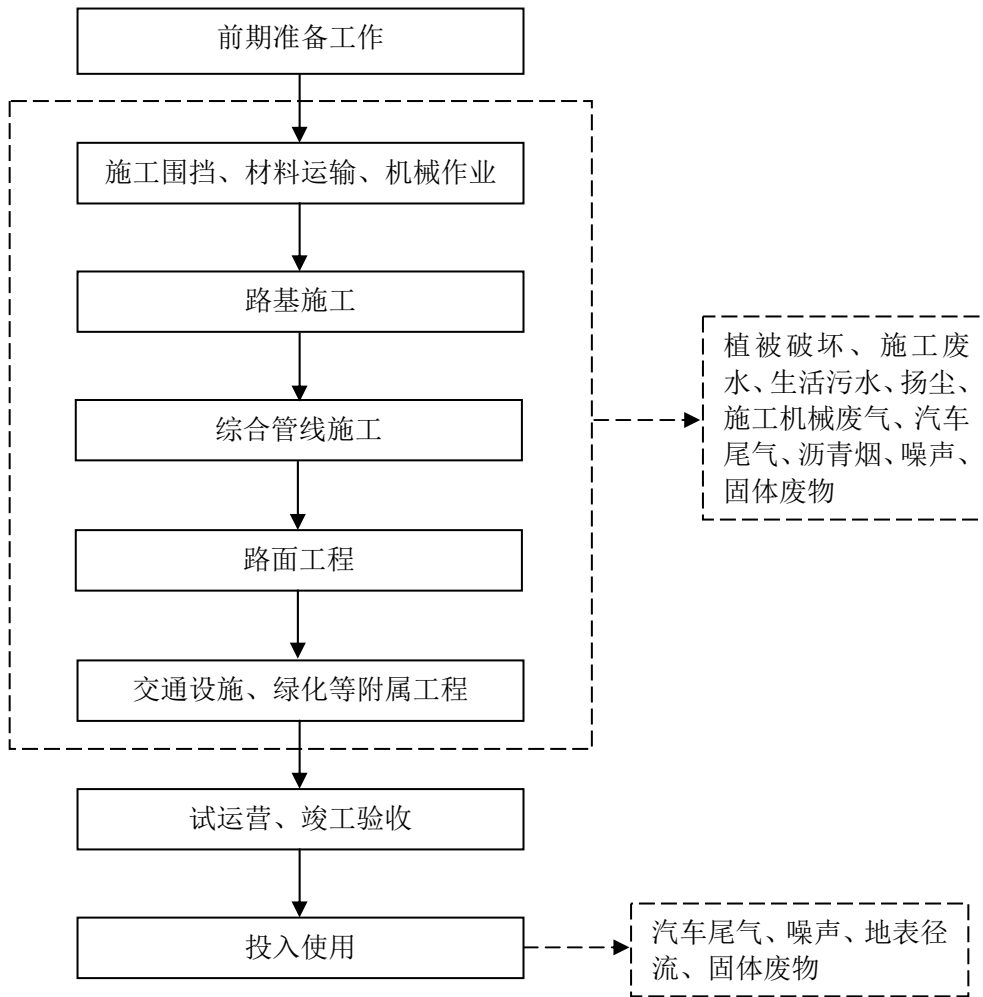 前期准备工作
施工围挡、材料运输、机械作业
路基施工
综合管线施工
路面工程
交通设施、绿化等附属工程
试运营、竣工验收
投入使用
植被破坏、施工废
水、生活污水、扬尘、
施工机械废气、汽车
尾气、沥青烟、噪声、
固体废物
汽车尾气、噪声、地表径
流、固体废物